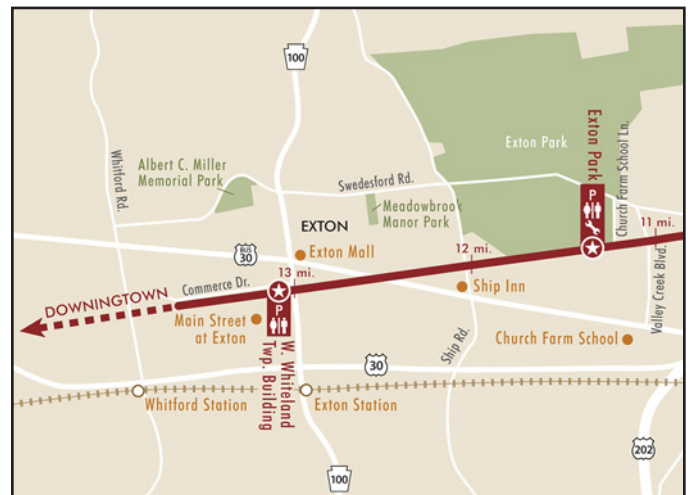 100
Exton Park
Exton Park
Church Farm School Ln.
Whitford Rd.
Albert C. Miller
Memorial Park
Swedesford Rd.
Meadowbrook
Manor Park
P
11 mi.
EXTON
BUS
30
Exton Mall
12 mi.
13 mi.
Commerce Dr.
DOWNINGTOWN
Ship Inn
Valley Creek Blvd.
P
Main Street
at Exton
W. Whiteland
Twp. Building
Ship Rd.
Church Farm School
30
Whitford Station
Exton Station
202
100